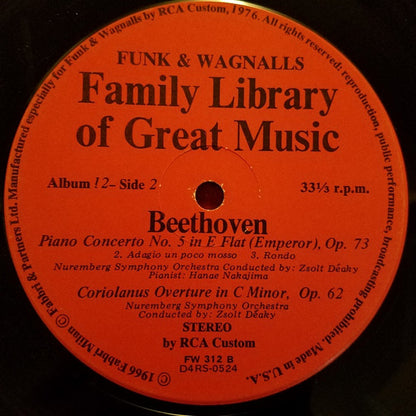 Manufactured especially for Funk & Wagnalls by RCA Custom, 1976. All rights reserved: reproduction, public performance, broadcasting prohibited. Made in U.S.A.
FUNK & WAGNALLS
Family Library
of Great Music
Album 12 - Side 2 33⅓ r.p.m.
Beethoven
Piano Concerto No. 5 in E Flat (Emperor), Op. 73
2. Adagio un poco mosso 3. Rondo
Nuremberg Symphony Orchestra Conducted by: Zsolt Déaky
Pianist: Hanae Nakajima
Coriolanus Overture in C Minor, Op. 62
Nuremberg Symphony Orchestra
Conducted by: Zsolt Déaky
STEREO
by RCA Custom
FW 312 B
D4RS-0524
© 1966 Fabbri Milan © Fabbri & Partners Ltd.